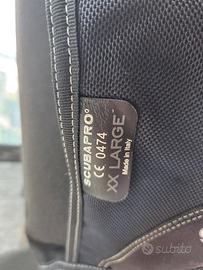 SCUBAPRO
CE 0474
XX LARGE
Made in Italy
subito